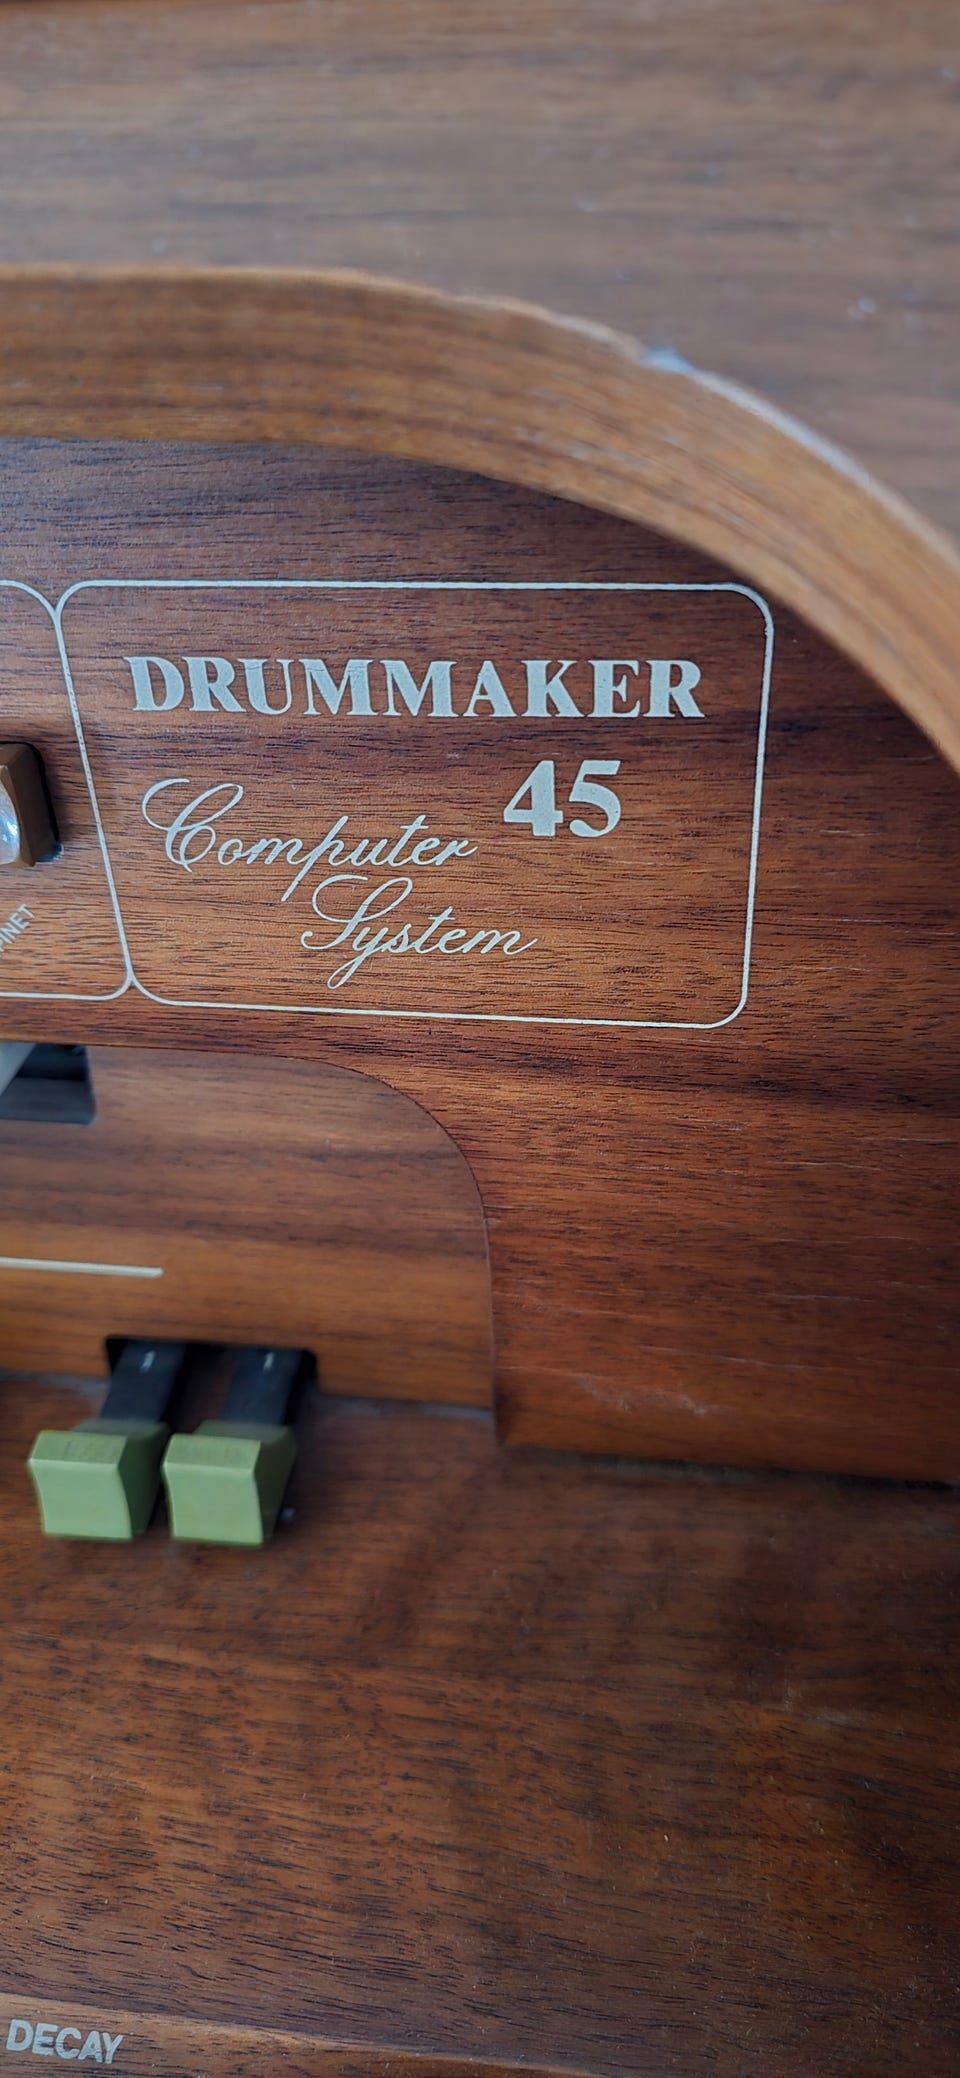 DRUMMAKER
45
Computer
System
DECAY